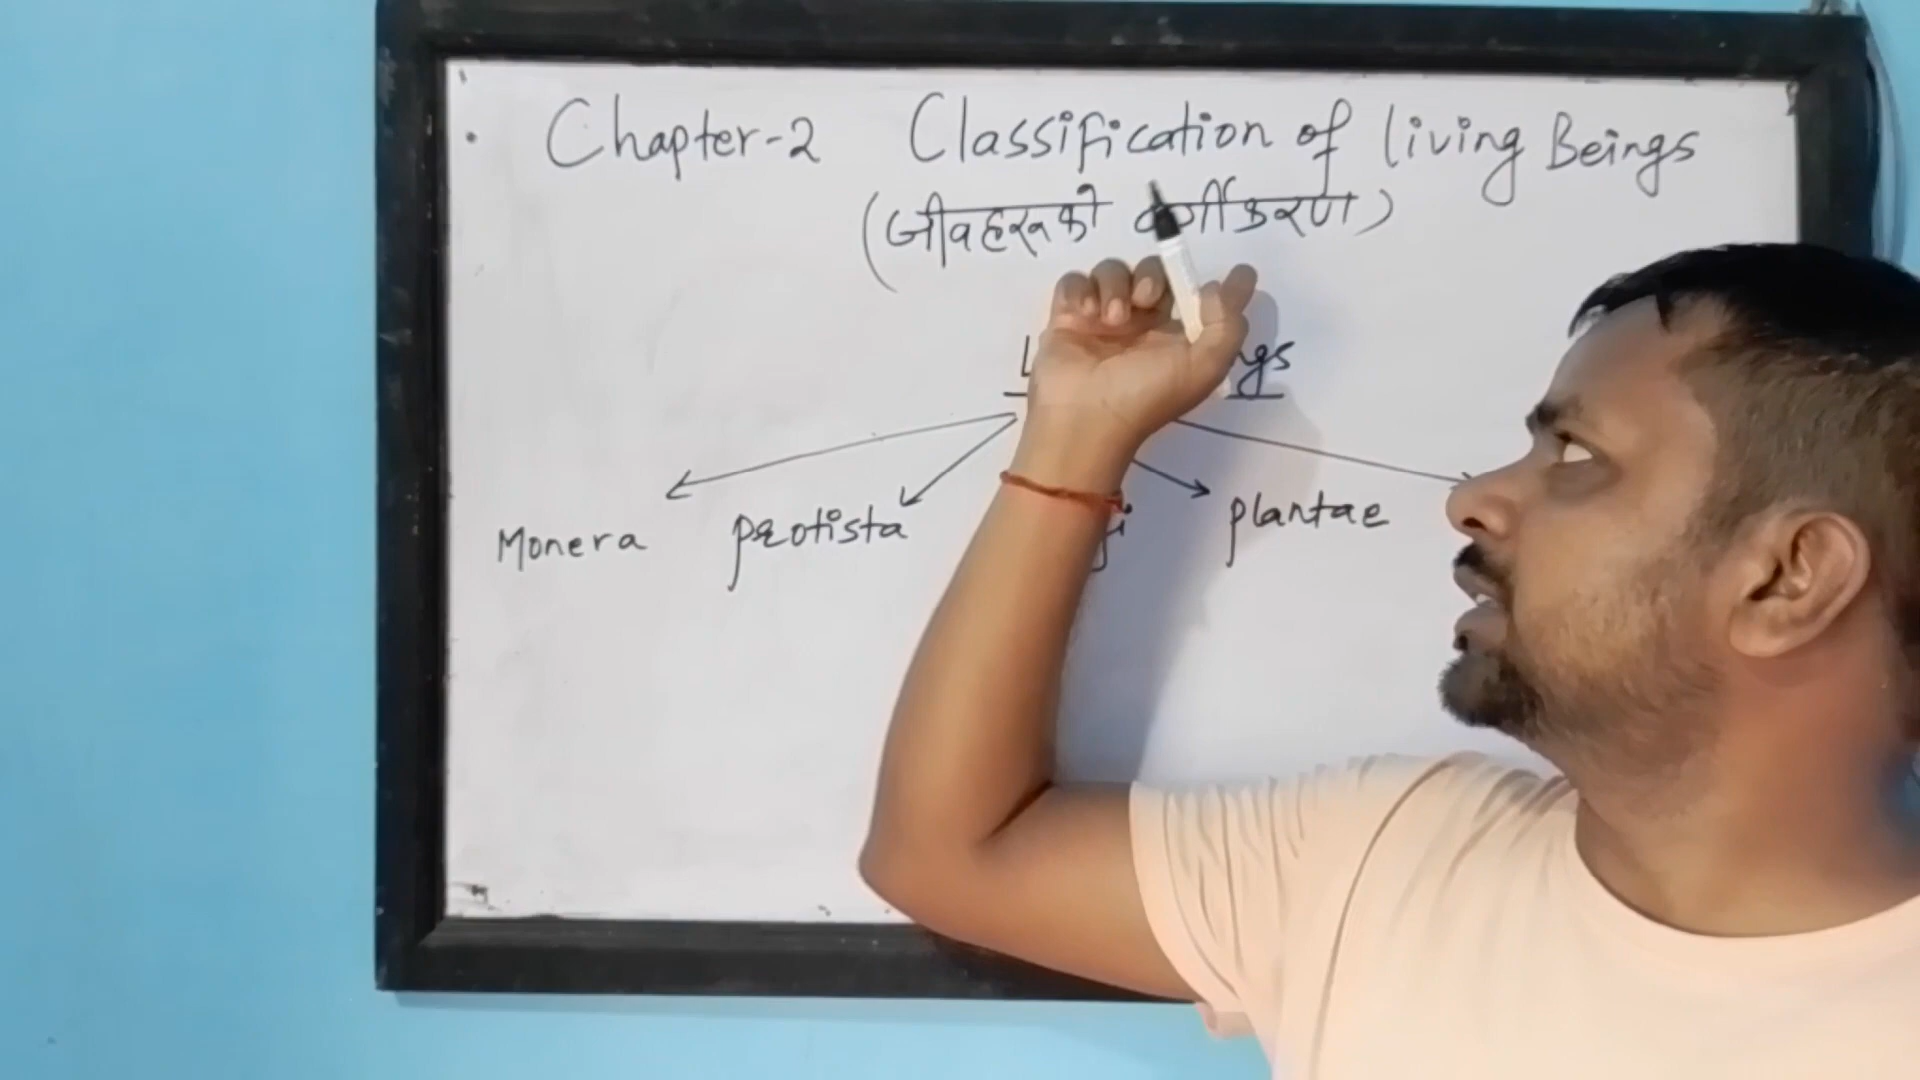 Chapter-2 Classification of living Beings
(जीवहरूको वर्गीकरण)
Monera protista plantae